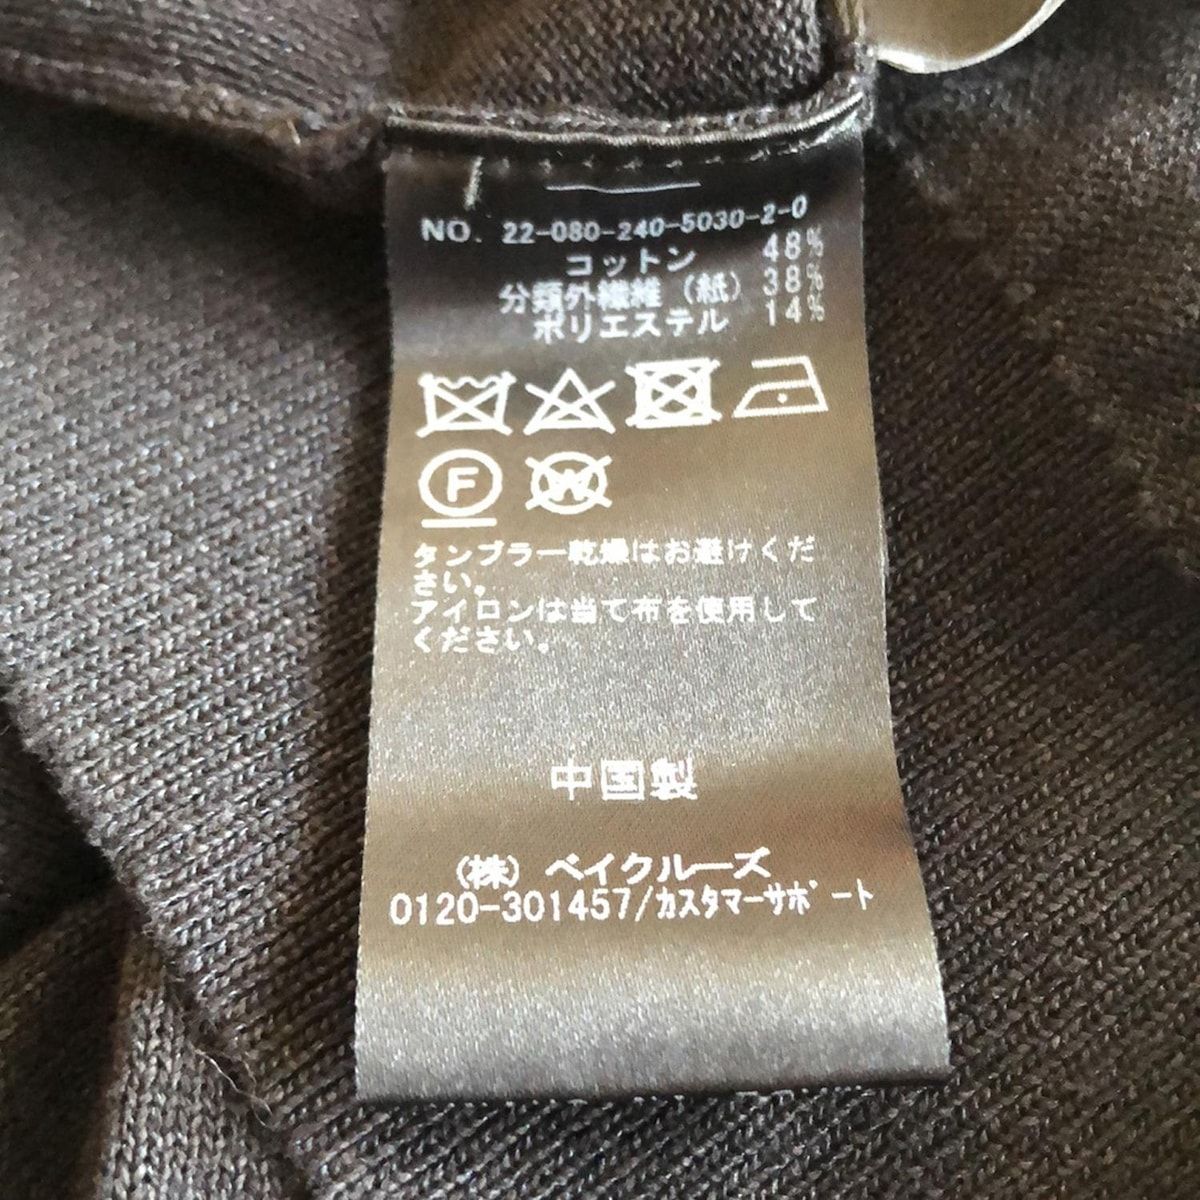 NO. 22-080-240-5030-2-0
コットン 48%
分類外繊維（紙）38%
ポリエステル 14%
F W
タンブラー乾燥はお避けくだ
さい。
アイロンは当て布を使用して
ください。
中国製
（株）ベイクルーズ
0120-301457/ｶｽﾀﾏｰｻﾎﾟｰﾄ